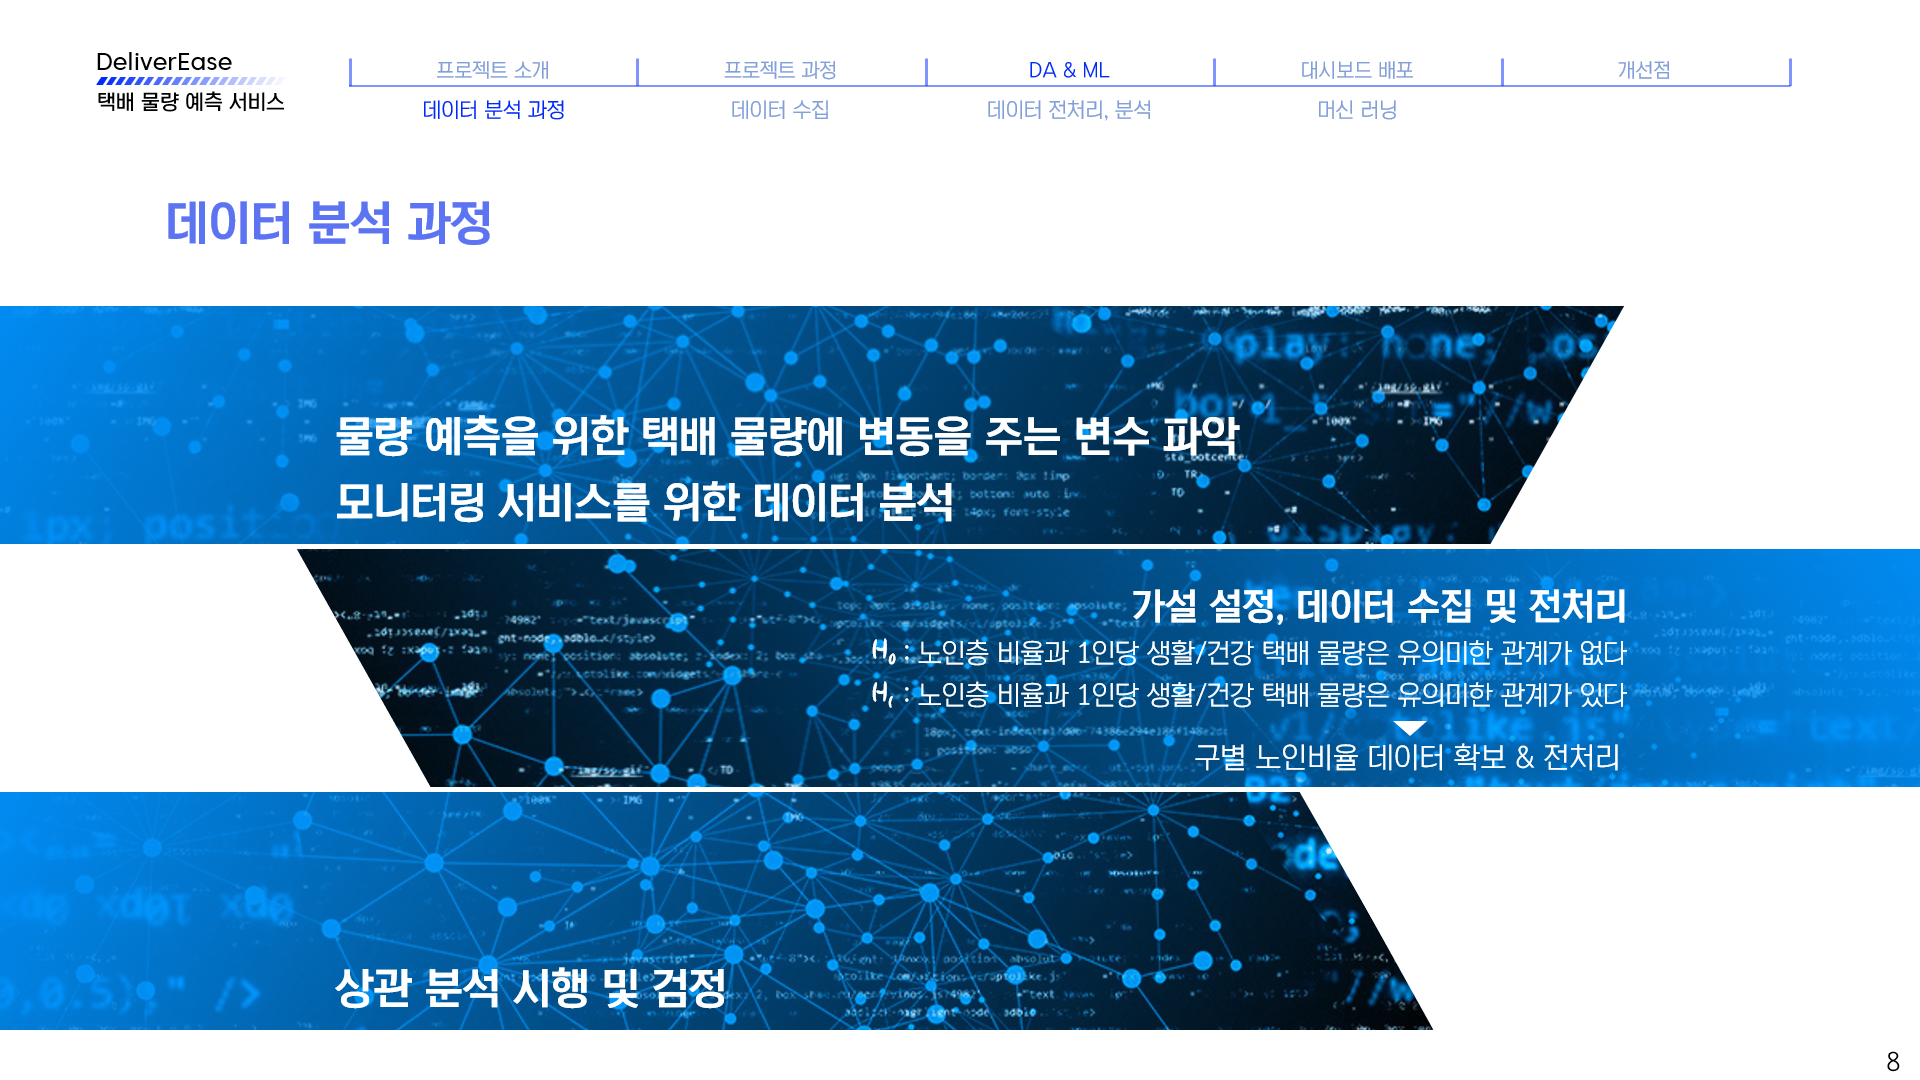 DeliverEase
택배 물량 예측 서비스
프로젝트 소개
프로젝트 과정
DA & ML
대시보드 배포
개선점
데이터 분석 과정
데이터 수집
데이터 전처리, 분석
머신 러닝
데이터 분석 과정
물량 예측을 위한 택배 물량에 변동을 주는 변수 파악
모니터링 서비스를 위한 데이터 분석
가설 설정, 데이터 수집 및 전처리
H₀ : 노인층 비율과 1인당 생활/건강 택배 물량은 유의미한 관계가 없다
H₁ : 노인층 비율과 1인당 생활/건강 택배 물량은 유의미한 관계가 있다
구별 노인비율 데이터 확보 & 전처리
상관 분석 시행 및 검정
8